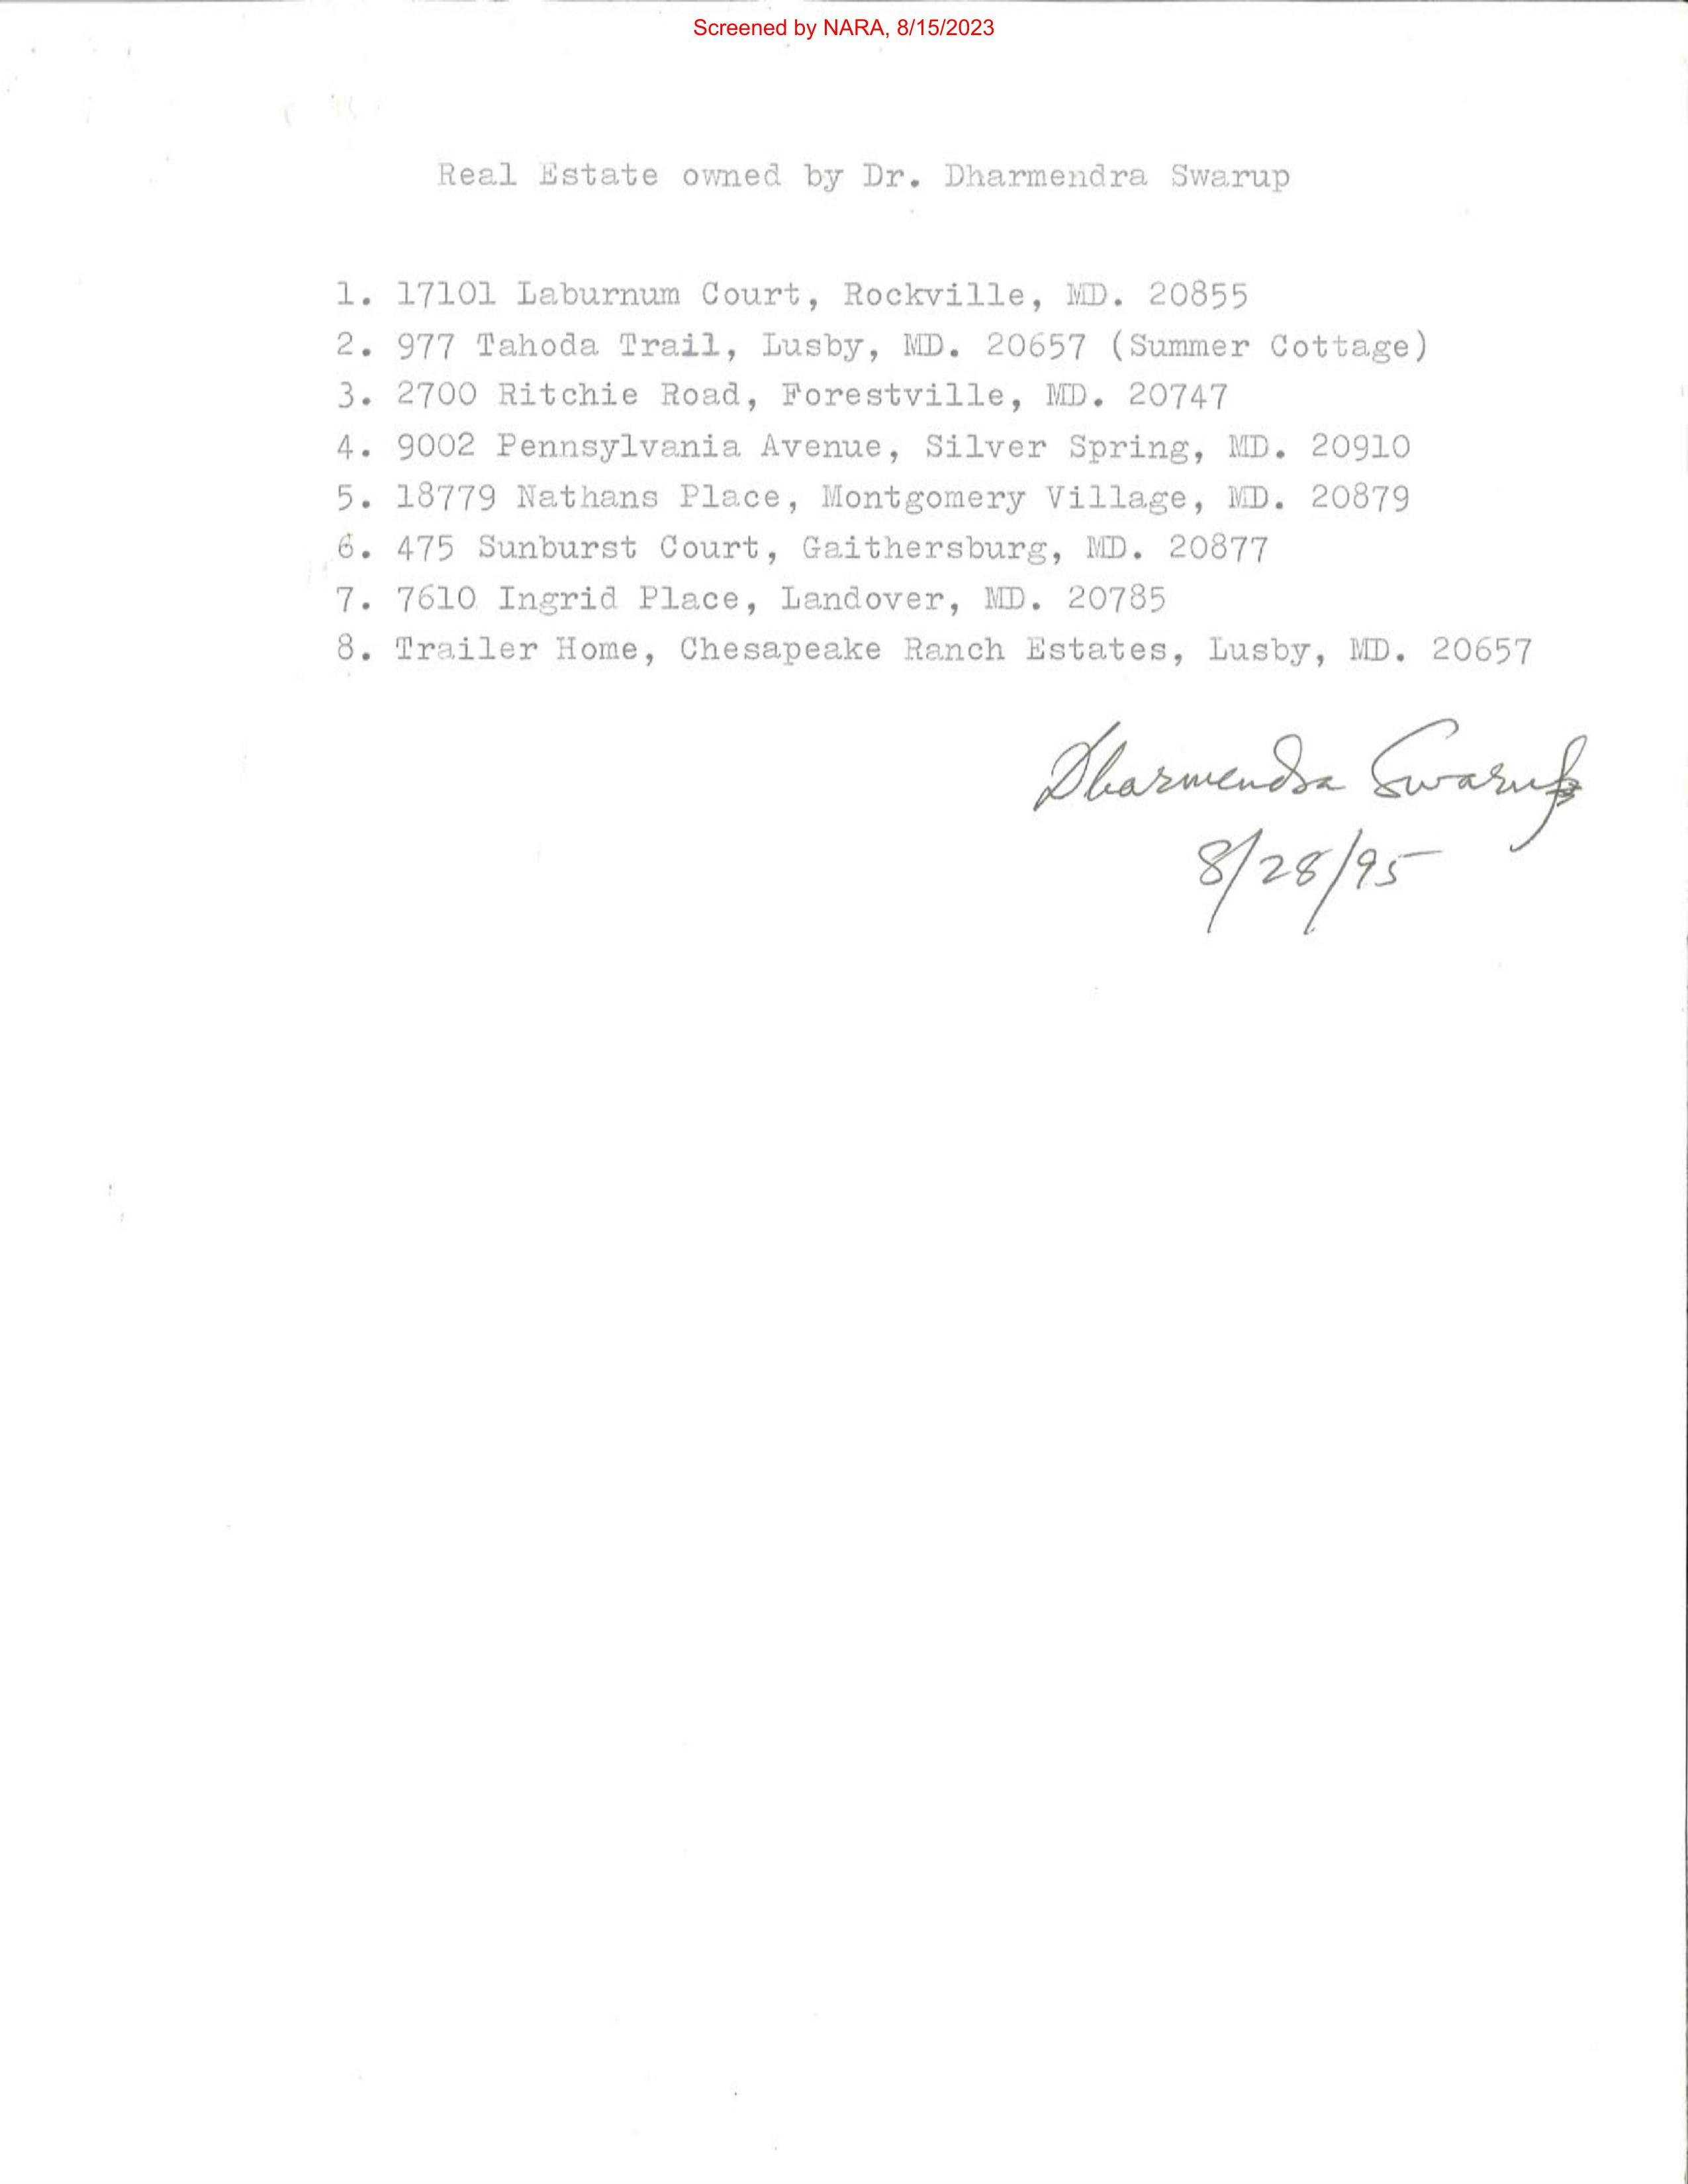 Screened by NARA, 8/15/2023
Real Estate owned by Dr. Dharmendra Swarup
1. 17101 Laburnum Court, Rockville, MD. 20855
2. 977 Tahoda Trail, Lusby, MD. 20657 (Summer Cottage)
3. 2700 Ritchie Road, Forestville, MD. 20747
4. 9002 Pennsylvania Avenue, Silver Spring, MD. 20910
5. 18779 Nathans Place, Montgomery Village, MD. 20879
6. 475 Sunburst Court, Gaithersburg, MD. 20877
7. 7610 Ingrid Place, Landover, MD. 20785
8. Trailer Home, Chesapeake Ranch Estates, Lusby, MD. 20657
Dharmendra Swarup
8/28/95